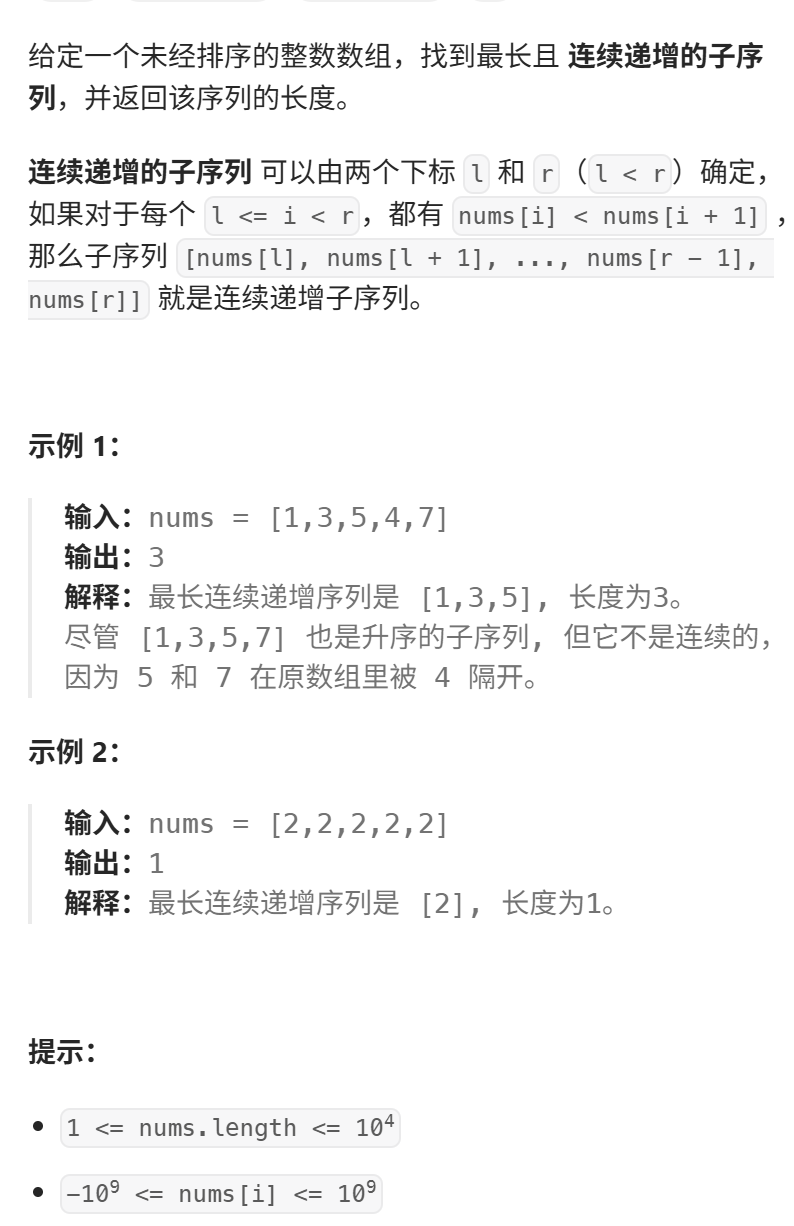 给定一个未经排序的整数数组，找到最长且 连续递增的子序
列，并返回该序列的长度。
连续递增的子序列 可以由两个下标 l 和 r（l < r）确定，
如果对于每个 l <= i < r，都有 nums[i] < nums[i + 1] ，
那么子序列 [nums[l], nums[l + 1], ..., nums[r - 1],
nums[r]] 就是连续递增子序列。
示例 1：
输入：nums = [1,3,5,4,7]
输出：3
解释：最长连续递增序列是 [1,3,5], 长度为3。
尽管 [1,3,5,7] 也是升序的子序列, 但它不是连续的，
因为 5 和 7 在原数组里被 4 隔开。
示例 2：
输入：nums = [2,2,2,2,2]
输出：1
解释：最长连续递增序列是 [2], 长度为1。
提示：
• 1 <= nums.length <= 10⁴
• -10⁹ <= nums[i] <= 10⁹